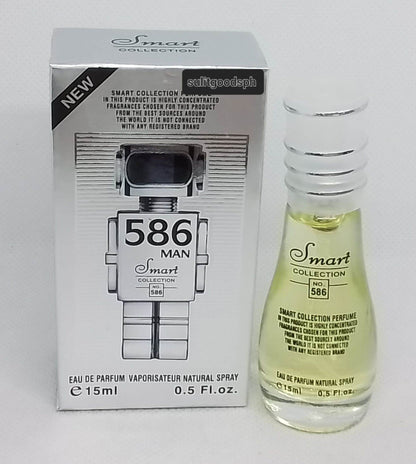 Smart
COLLECTION
sulitgoodsph
NEW
SMART COLLECTION PERFUME
IN THIS PRODUCT IS HIGHLY CONCENTRATED
FRAGRANCES CHOSEN FOR THIS PRODUCT
FROM THE BEST SOURCES AROUND
THE WORLD IT IS NOT CONNECTED
WITH ANY REGISTERED BRAND
586
MAN
Smart
COLLECTION
NO.
586
EAU DE PARFUM VAPORISATEUR NATURAL SPRAY
e15ml 0.5 Fl.oz.
Smart
COLLECTION
NO.
586
SMART COLLECTION PERFUME
IN THIS PRODUCT IS HIGHLY CONCENTRATED
FRAGRANCES CHOSEN FOR THIS PRODUCT
FROM THE BEST SOURCES AROUND
THE WORLD IT IS NOT CONNECTED
WITH ANY REGISTERED BRAND
EAU DE PARFUM NATURAL SPRAY
e15ml 0.5 Fl.oz.